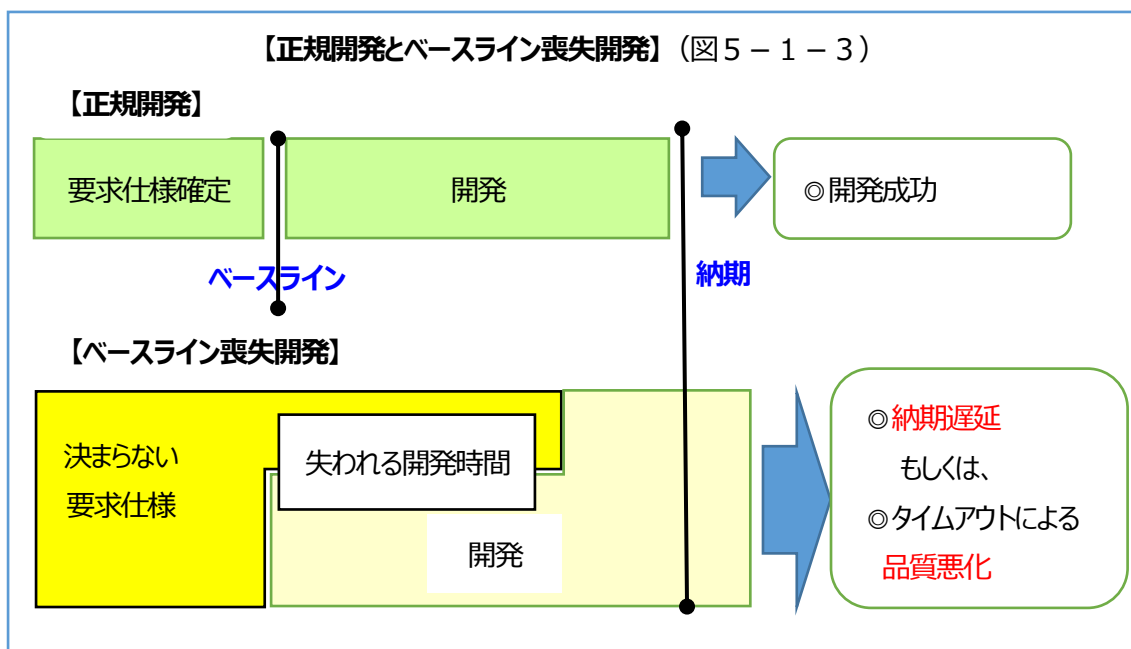 【正規開発とベースライン喪失開発】（図５－１－３）
【正規開発】
要求仕様確定
開発
◎開発成功
ベースライン
納期
【ベースライン喪失開発】
決まらない
要求仕様
失われる開発時間
開発
◎納期遅延
もしくは、
◎タイムアウトによる
品質悪化